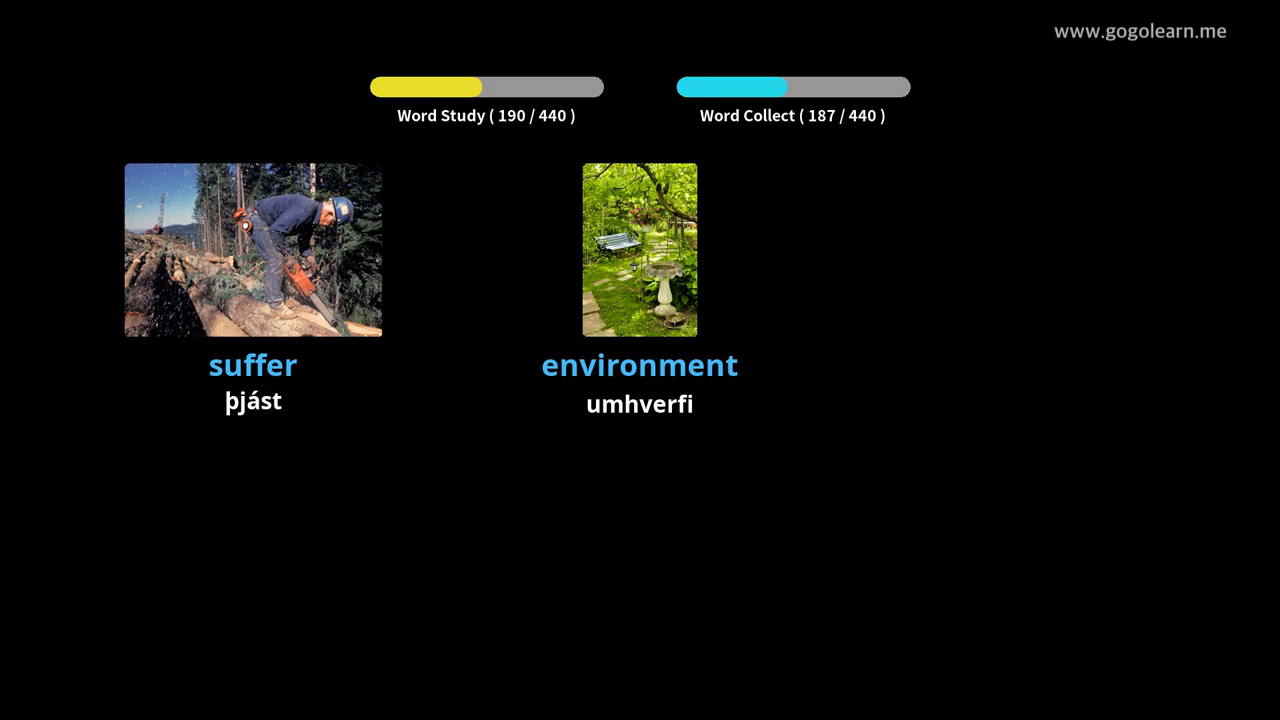 www.gogolearn.me
Word Study ( 190 / 440 )
Word Collect ( 187 / 440 )
suffer
þjást
environment
umhverfi